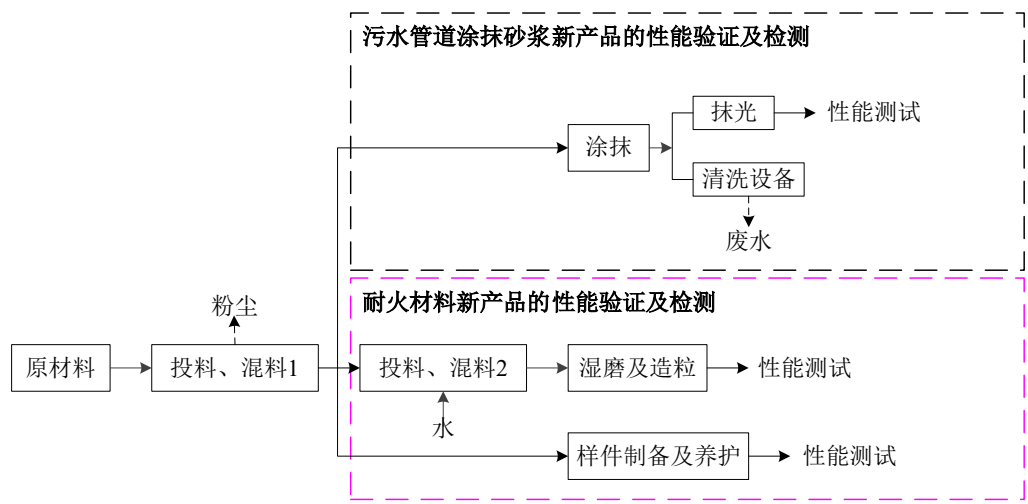 污水管道涂抹砂浆新产品的性能验证及检测
抹光
性能测试
涂抹
清洗设备
废水
耐火材料新产品的性能验证及检测
粉尘
原材料
投料、混料1
投料、混料2
湿磨及造粒
性能测试
水
样件制备及养护
性能测试